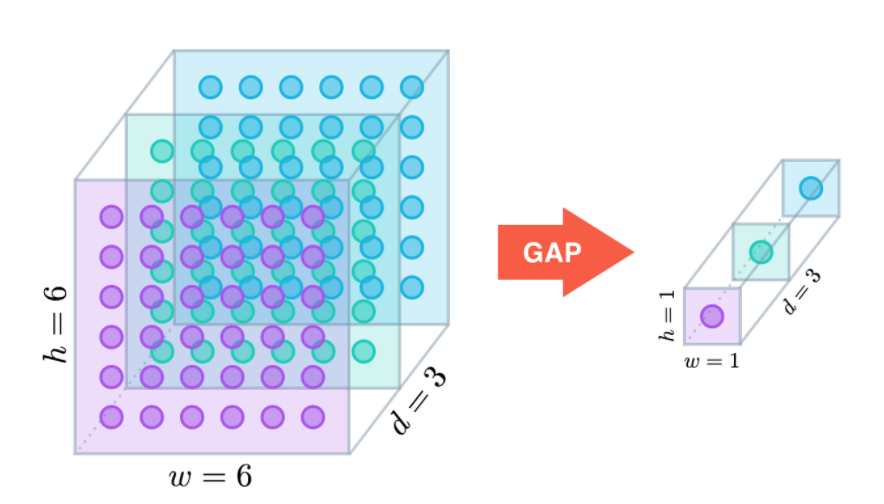 h = 6
w = 6
d = 3
GAP
h = 1
w = 1
d = 3